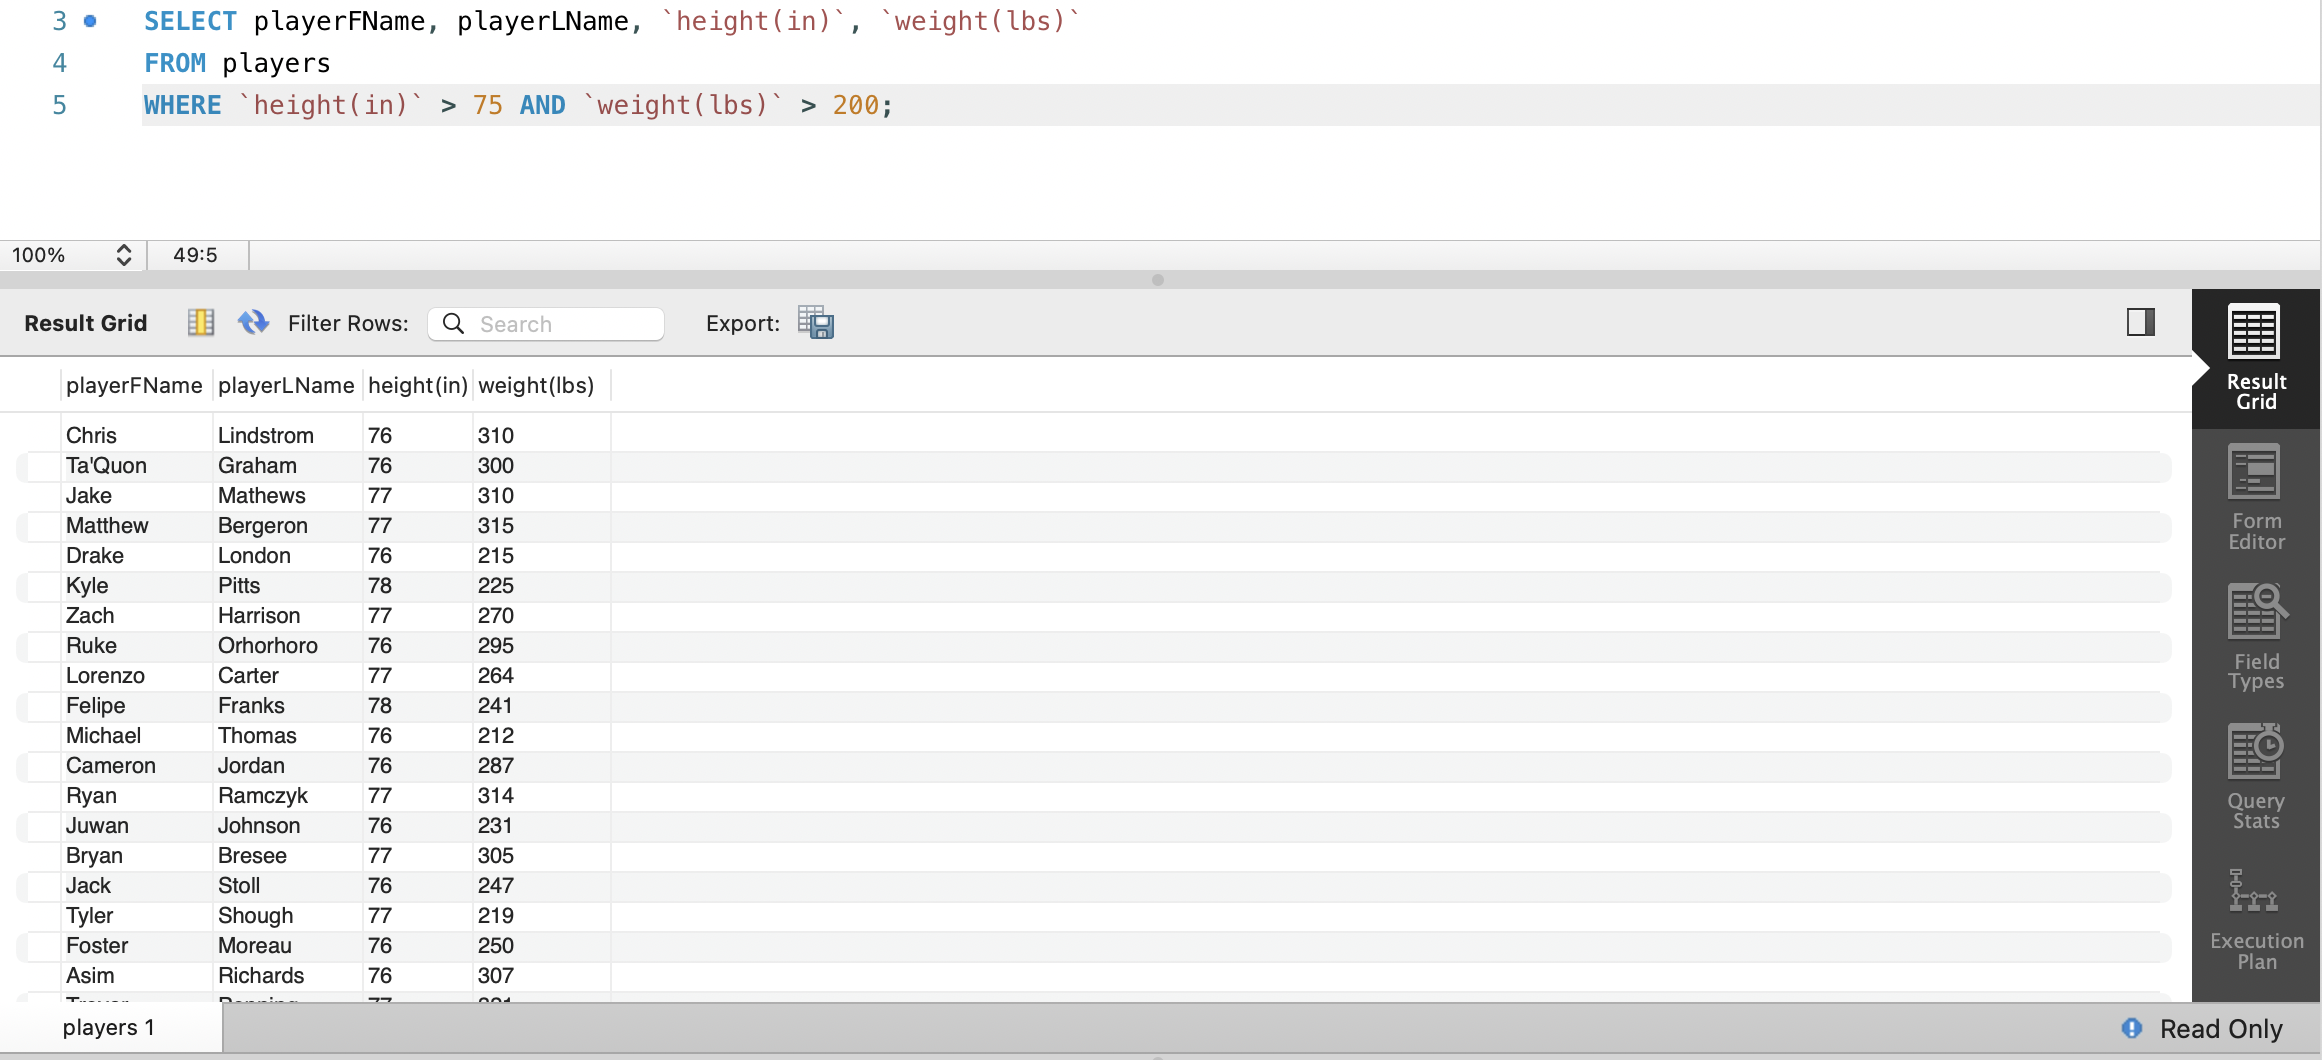 3 SELECT playerFName, playerLName, `height(in)`, `weight(lbs)`
4 FROM players
5 WHERE `height(in)` > 75 AND `weight(lbs)` > 200;
100% 49:5
Result Grid Filter Rows: Search Export:
playerFName playerLName height(in) weight(lbs)
Chris Lindstrom 76 310
Ta'Quon Graham 76 300
Jake Mathews 77 310
Matthew Bergeron 77 315
Drake London 76 215
Kyle Pitts 78 225
Zach Harrison 77 270
Ruke Orhorhoro 76 295
Lorenzo Carter 77 264
Felipe Franks 78 241
Michael Thomas 76 212
Cameron Jordan 76 287
Ryan Ramczyk 77 314
Juwan Johnson 76 231
Bryan Bresee 77 305
Jack Stoll 76 247
Tyler Shough 77 219
Foster Moreau 76 250
Asim Richards 76 307
Result
Grid
Form
Editor
Field
Types
Query
Stats
Execution
Plan
players 1
Read Only